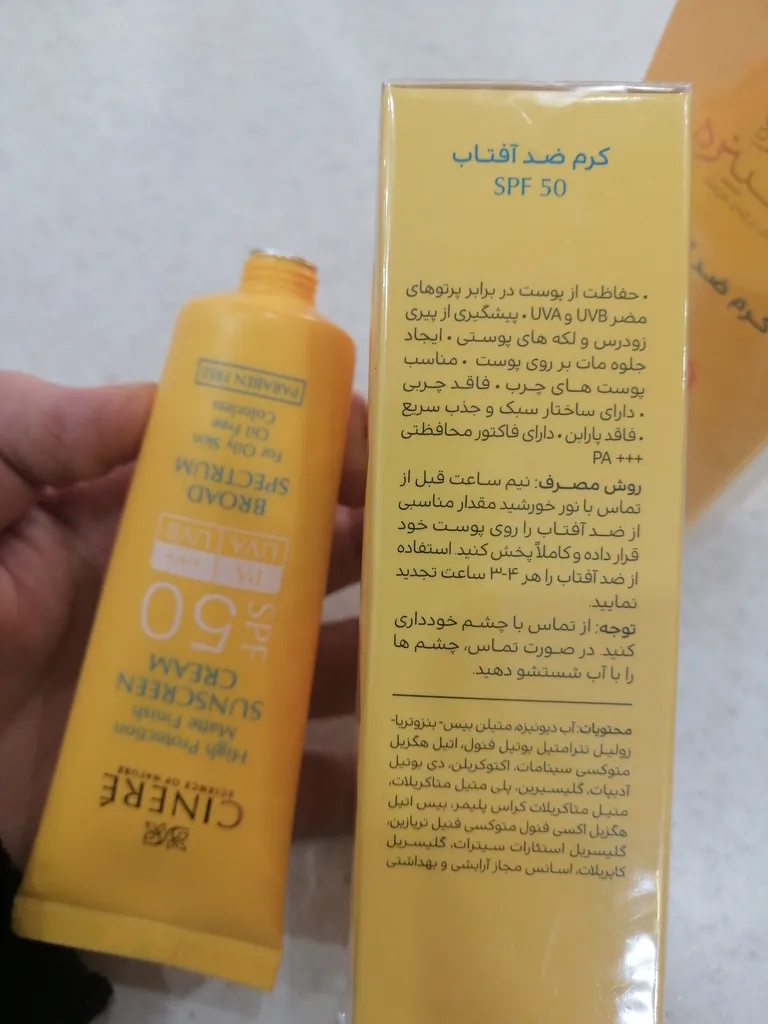 کرم ضد آفتاب
SPF 50
• حفاظت از پوست در برابر پرتوهای
مضر UVB و UVA • پیشگیری از پیری
زودرس و لکه های پوستی • ایجاد
جلوه مات بر روی پوست • مناسب
پوست های چرب • فاقد چربی
• دارای ساختار سبک و جذب سریع
• فاقد پارابن • دارای فاکتور محافظتی
PA +++
روش مصرف: نیم ساعت قبل از
تماس با نور خورشید مقدار مناسبی
از ضد آفتاب را روی پوست خود
قرار داده و کاملاً پخش کنید. استفاده
از ضد آفتاب را هر ۴-۳ ساعت تجدید
نمایید.
توجه: از تماس با چشم خودداری
کنید. در صورت تماس، چشم ها
را با آب شستشو دهید.
محتویات: آب دیونیزه، متیلن بیس- بنزوتریا-
زولیل تترامتیل بوتیل فنول، اتیل هگزیل
متوکسی سینامات، اکتوکریلن، دی بوتیل
آدیپات، گلیسیرین، پلی متیل متاکریلات،
متیل متاکریلات کراس پلیمر، بیس اتیل
هگزیل اکسی فنول متوکسی فنیل تریازین،
گلیسریل استئارات سیترات، گلیسریل
کاپریلات، اسانس مجاز آرایشی و بهداشتی
CINERÉ
SCIENCE OF NATURE
High Protection
Matte Finish
SUNSCREEN
CREAM
SPF 50
PA +++
UVA UVB
BROAD
SPECTRUM
For Oily Skin
Oil Free
Colorless
PARABEN FREE
کرم ضد